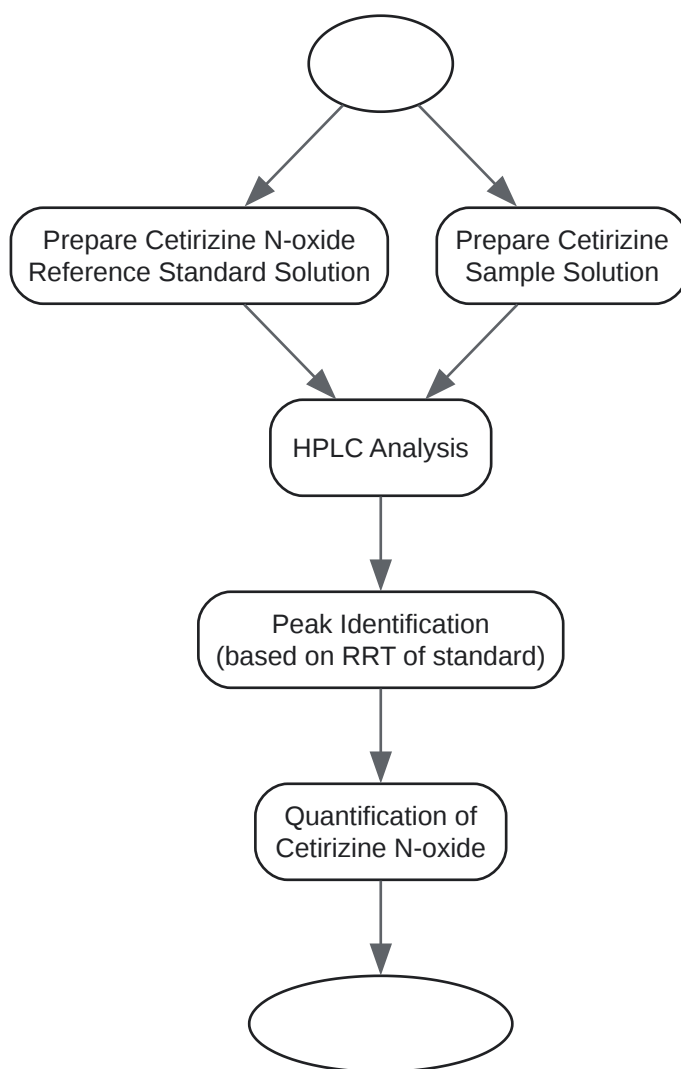 Prepare Cetirizine N-oxide
Reference Standard Solution
Prepare Cetirizine
Sample Solution
HPLC Analysis
Peak Identification
(based on RRT of standard)
Quantification of
Cetirizine N-oxide